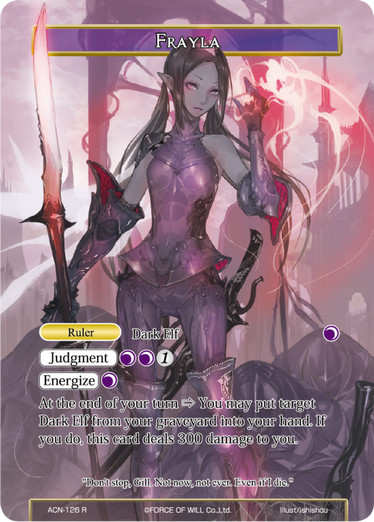 Frayla
Ruler Dark Elf
Judgment 1
Energize
At the end of your turn ⇨ You may put target
Dark Elf from your graveyard into your hand. If
you do, this card deals 300 damage to you.
"Don't stop, Gill. Not now, not ever. Even if I die."
ACN-126 R ©FORCE OF WILL Co.,Ltd. Illust/ishishou